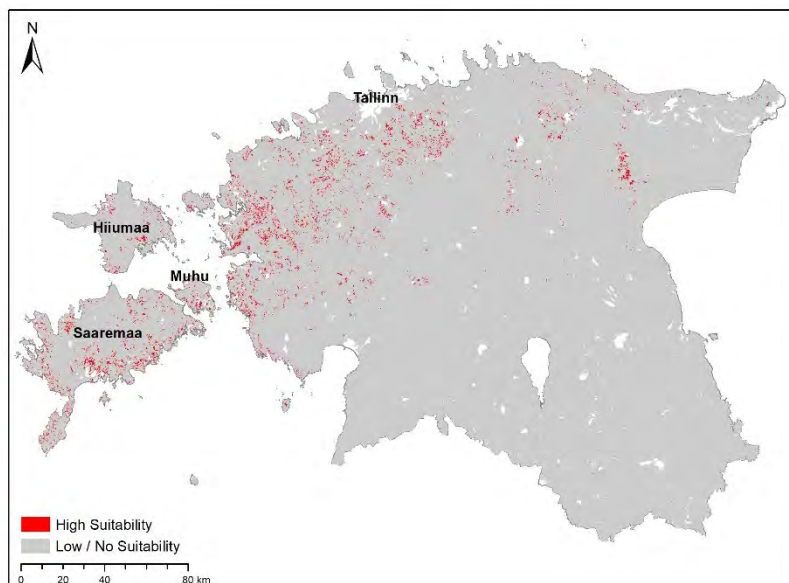 N
Tallinn
Hiiumaa
Muhu
Saaremaa
High Suitability
Low / No Suitability
0 20 40 80 km